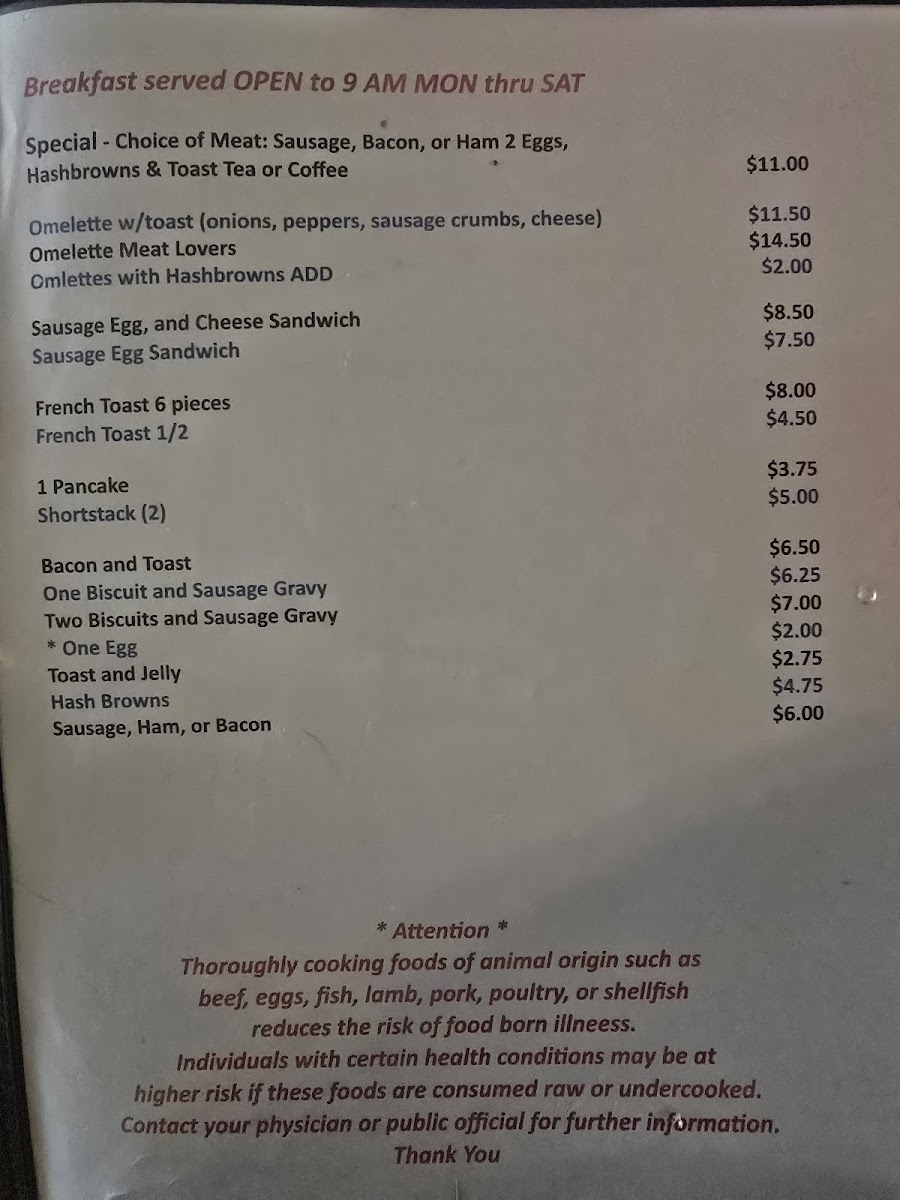 Breakfast served OPEN to 9 AM MON thru SAT
Special - Choice of Meat: Sausage, Bacon, or Ham 2 Eggs,
Hashbrowns & Toast Tea or Coffee $11.00
Omelette w/toast (onions, peppers, sausage crumbs, cheese) $11.50
Omelette Meat Lovers $14.50
Omlettes with Hashbrowns ADD $2.00
Sausage Egg, and Cheese Sandwich $8.50
Sausage Egg Sandwich $7.50
French Toast 6 pieces $8.00
French Toast 1/2 $4.50
1 Pancake $3.75
Shortstack (2) $5.00
Bacon and Toast $6.50
One Biscuit and Sausage Gravy $6.25
Two Biscuits and Sausage Gravy $7.00
* One Egg $2.00
Toast and Jelly $2.75
Hash Browns $4.75
Sausage, Ham, or Bacon $6.00
* Attention *
Thoroughly cooking foods of animal origin such as
beef, eggs, fish, lamb, pork, poultry, or shellfish
reduces the risk of food born illneess.
Individuals with certain health conditions may be at
higher risk if these foods are consumed raw or undercooked.
Contact your physician or public official for further information.
Thank You